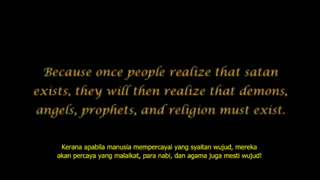 Because once people realize that satan
exists, they will then realize that demons,
angels, prophets, and religion must exist.
Kerana apabila manusia mempercayai yang syaitan wujud, mereka
akan percaya yang malaikat, para nabi, dan agama juga mesti wujud!